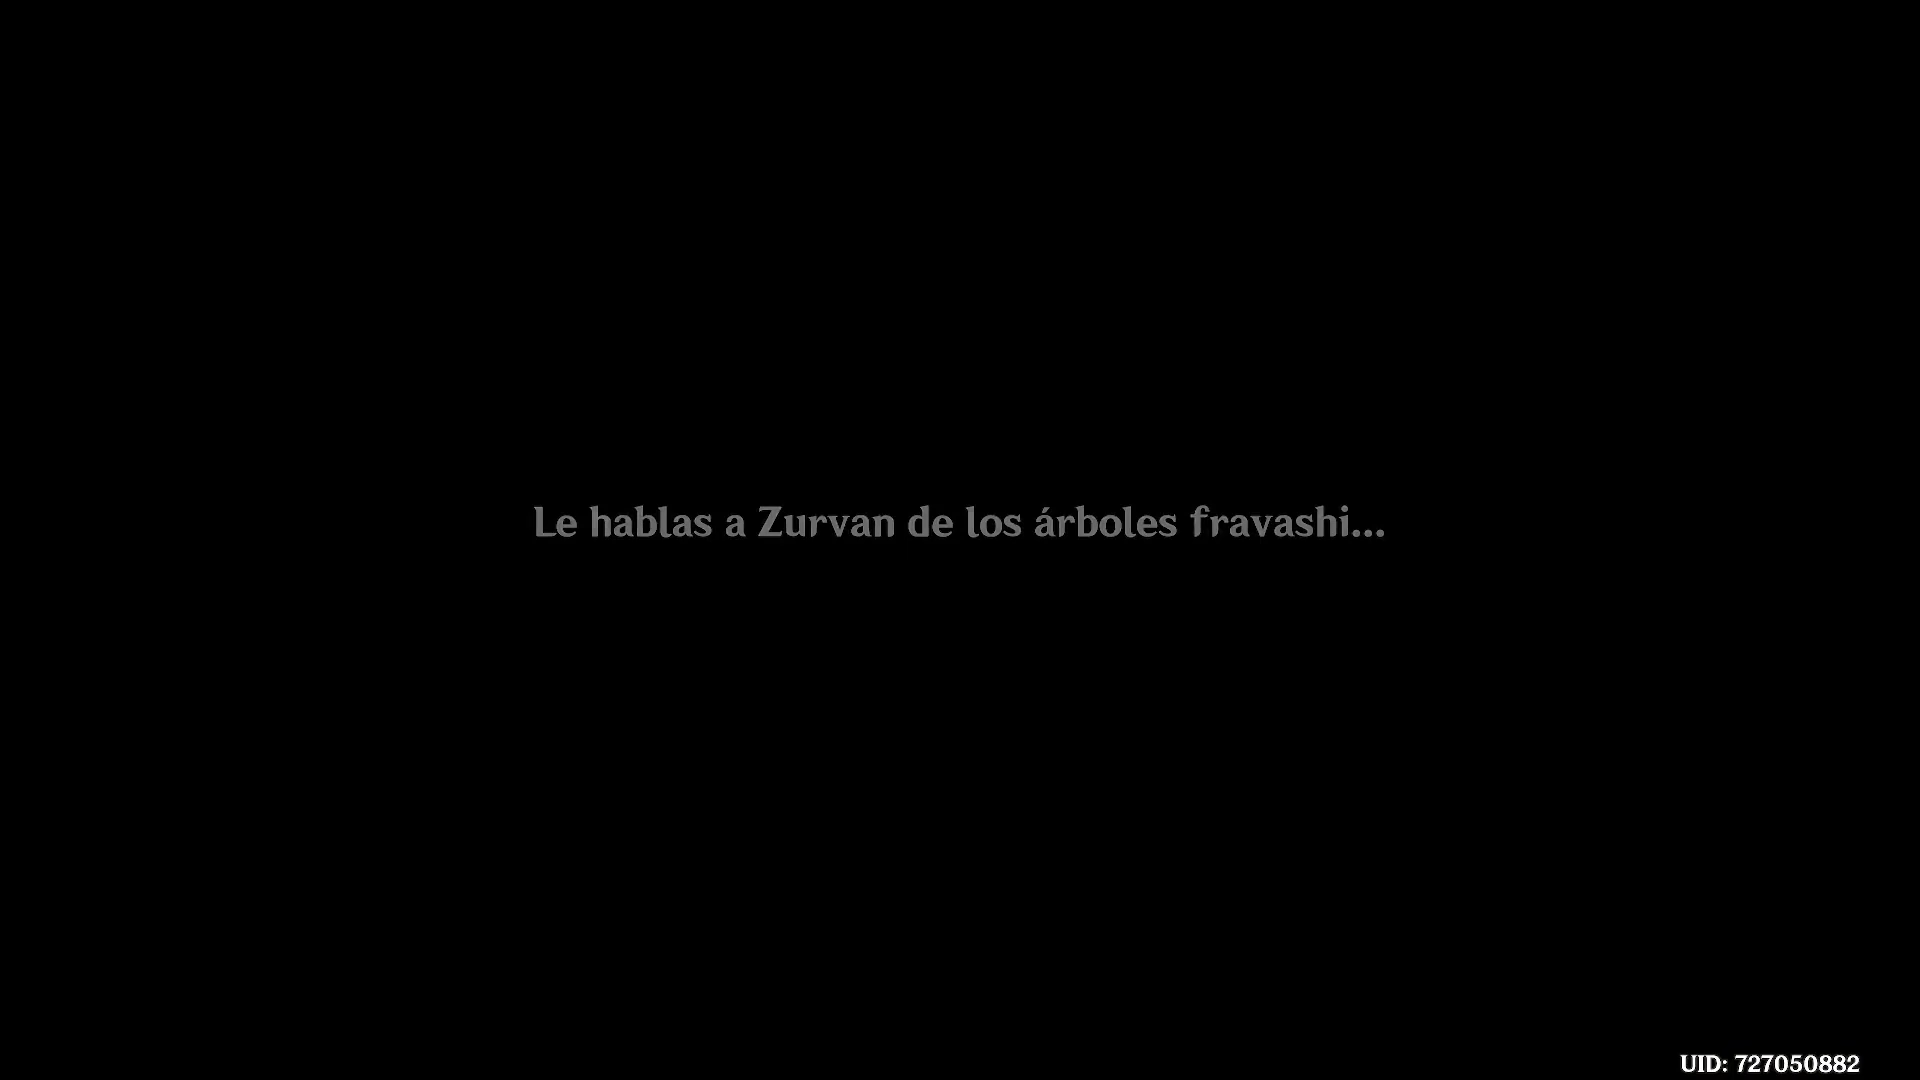 Le hablas a Zurvan de los árboles fravashi...
UID: 727050882